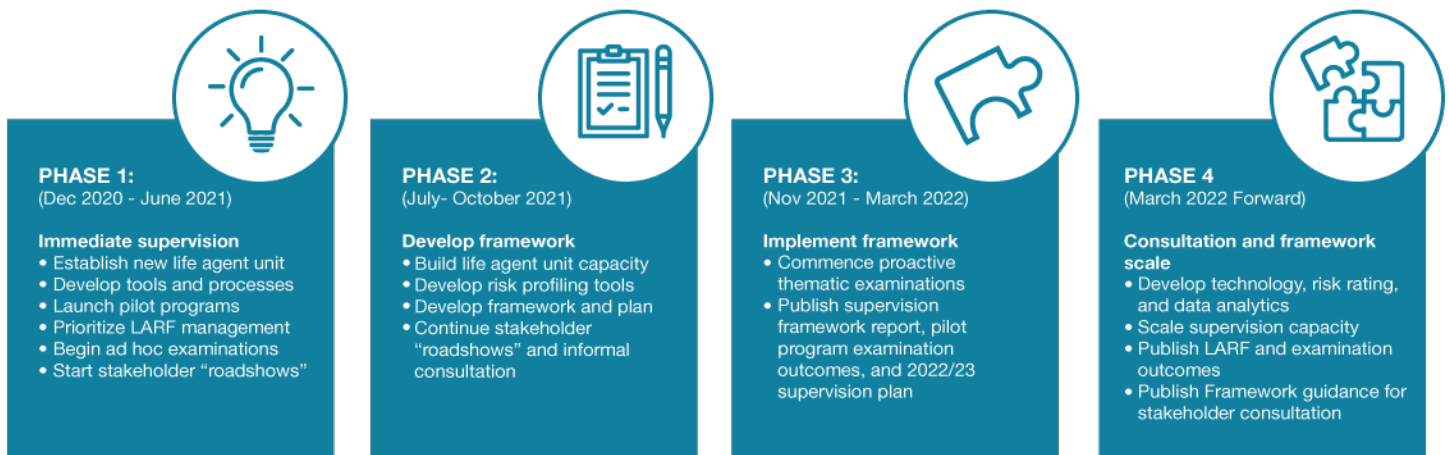 PHASE 1:
(Dec 2020 - June 2021)
Immediate supervision
• Establish new life agent unit
• Develop tools and processes
• Launch pilot programs
• Prioritize LARF management
• Begin ad hoc examinations
• Start stakeholder “roadshows”
PHASE 2:
(July- October 2021)
Develop framework
• Build life agent unit capacity
• Develop risk profiling tools
• Develop framework and plan
• Continue stakeholder
“roadshows” and informal
consultation
PHASE 3:
(Nov 2021 - March 2022)
Implement framework
• Commence proactive
thematic examinations
• Publish supervision
framework report, pilot
program examination
outcomes, and 2022/23
supervision plan
PHASE 4
(March 2022 Forward)
Consultation and framework
scale
• Develop technology, risk rating,
and data analytics
• Scale supervision capacity
• Publish LARF and examination
outcomes
• Publish Framework guidance for
stakeholder consultation